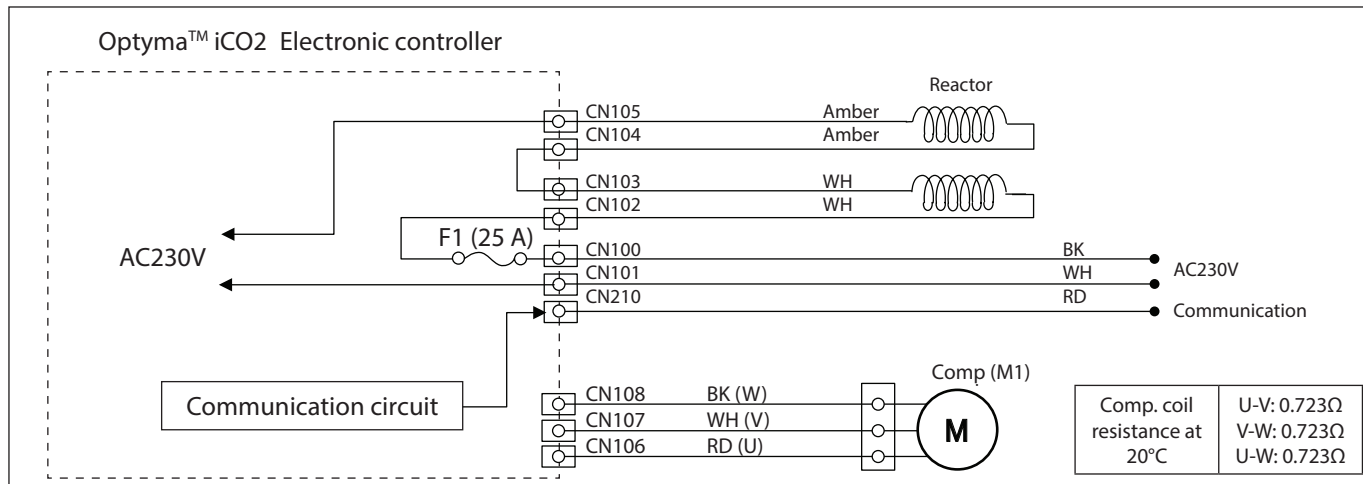 Optyma™ iCO2 Electronic controller
Reactor
CN105 Amber
CN104 Amber
CN103 WH
CN102 WH
F1 (25 A)
CN100 BK
AC230V
CN101 WH
AC230V
CN210 RD
Communication
Communication circuit
Comp (M1)
CN108 BK (W)
CN107 WH (V)
M
CN106 RD (U)
Comp. coil
resistance at
20°C
U-V: 0.723Ω
V-W: 0.723Ω
U-W: 0.723Ω